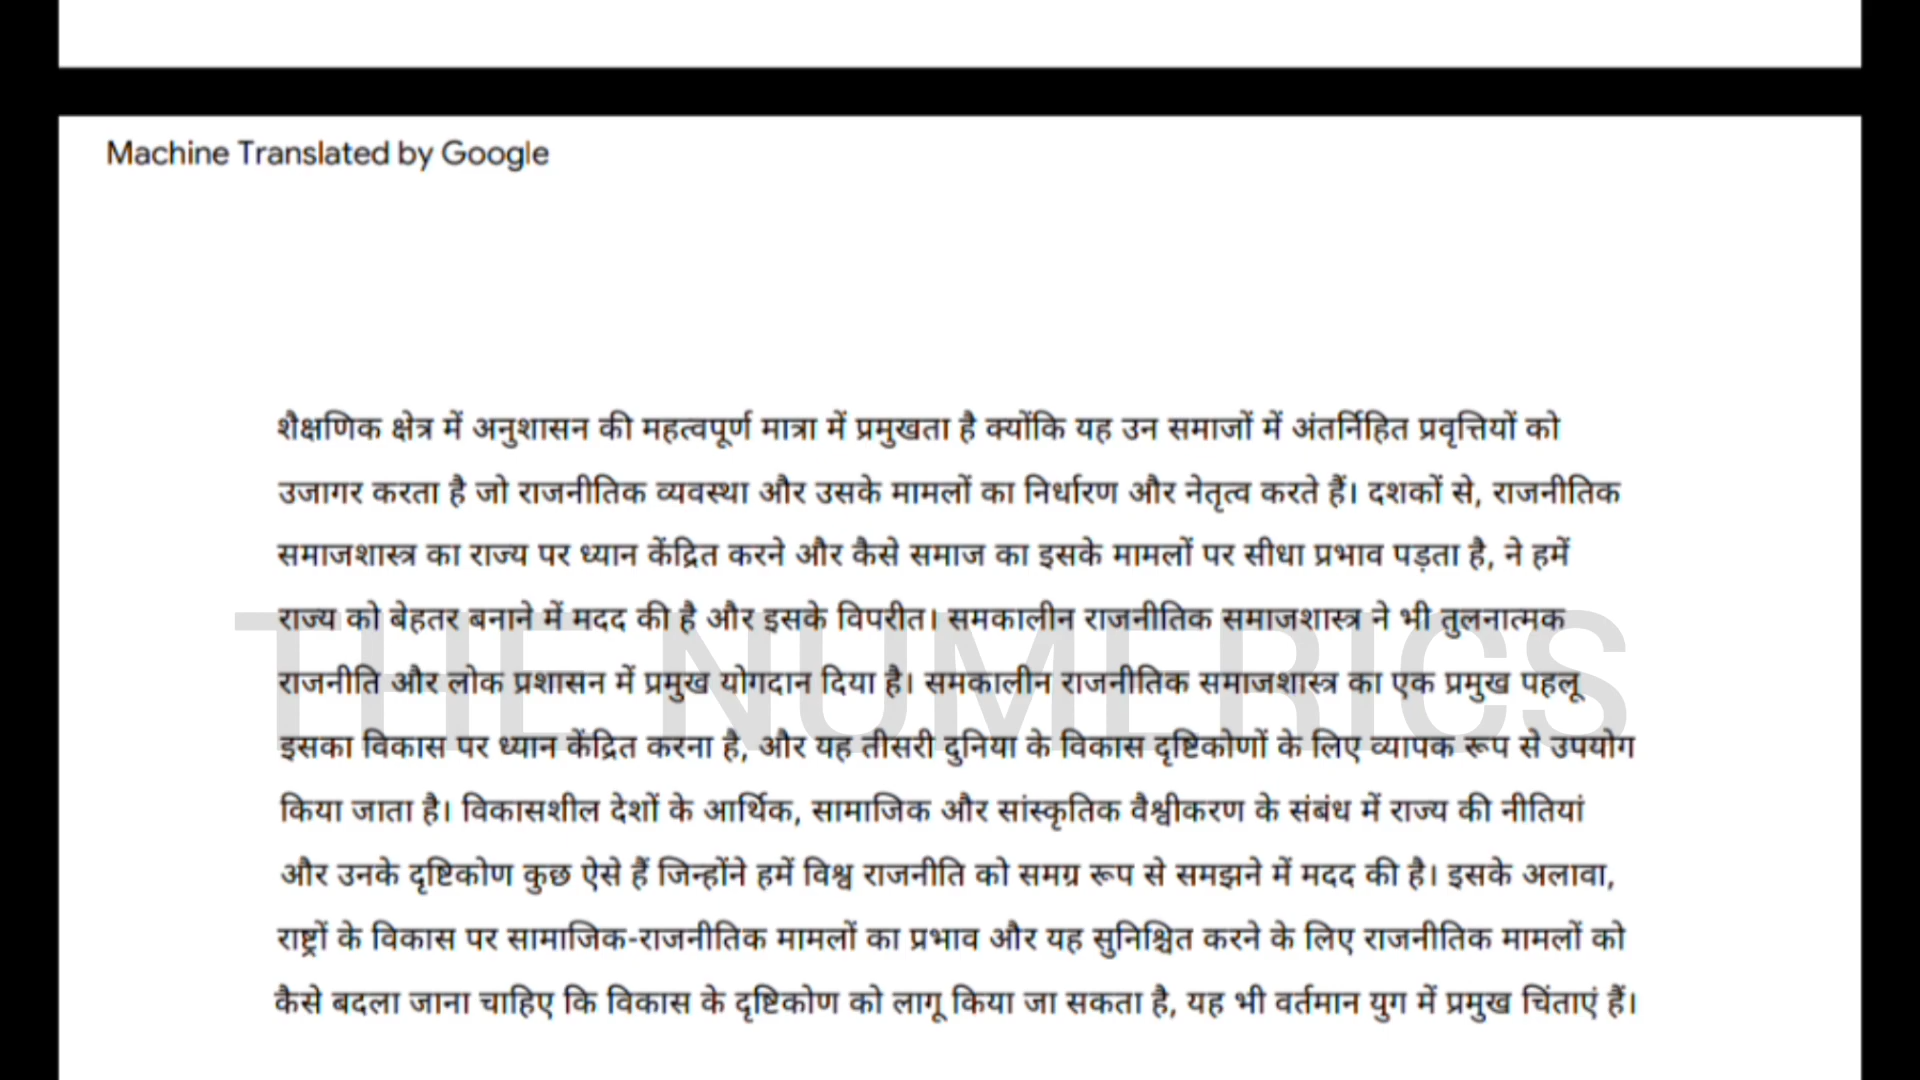 Machine Translated by Google
शैक्षणिक क्षेत्र में अनुशासन की महत्वपूर्ण मात्रा में प्रमुखता है क्योंकि यह उन समाजों में अंतर्निहित प्रवृत्तियों को
उजागर करता है जो राजनीतिक व्यवस्था और उसके मामलों का निर्धारण और नेतृत्व करते हैं। दशकों से, राजनीतिक
समाजशास्त्र का राज्य पर ध्यान केंद्रित करने और कैसे समाज का इसके मामलों पर सीधा प्रभाव पड़ता है, ने हमें
राज्य को बेहतर बनाने में मदद की है और इसके विपरीत। समकालीन राजनीतिक समाजशास्त्र ने भी तुलनात्मक
THE NUMERICS
राजनीति और लोक प्रशासन में प्रमुख योगदान दिया है। समकालीन राजनीतिक समाजशास्त्र का एक प्रमुख पहलू
इसका विकास पर ध्यान केंद्रित करना है, और यह तीसरी दुनिया के विकास दृष्टिकोणों के लिए व्यापक रूप से उपयोग
किया जाता है। विकासशील देशों के आर्थिक, सामाजिक और सांस्कृतिक वैश्वीकरण के संबंध में राज्य की नीतियां
और उनके दृष्टिकोण कुछ ऐसे हैं जिन्होंने हमें विश्व राजनीति को समग्र रूप से समझने में मदद की है। इसके अलावा,
राष्ट्रों के विकास पर सामाजिक-राजनीतिक मामलों का प्रभाव और यह सुनिश्चित करने के लिए राजनीतिक मामलों को
कैसे बदला जाना चाहिए कि विकास के दृष्टिकोण को लागू किया जा सकता है, यह भी वर्तमान युग में प्रमुख चिंताएं हैं।